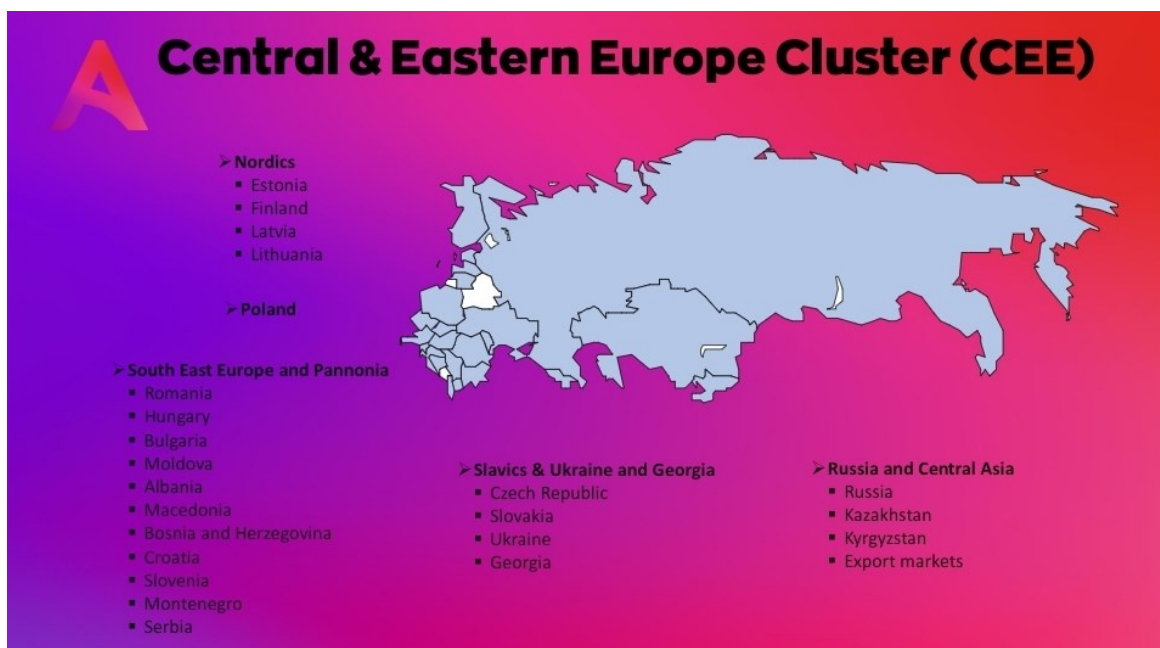 Central & Eastern Europe Cluster (CEE)
➢ Nordics
▪ Estonia
▪ Finland
▪ Latvia
▪ Lithuania
➢ Poland
➢ South East Europe and Pannonia
▪ Romania
▪ Hungary
▪ Bulgaria
▪ Moldova
▪ Albania
▪ Macedonia
▪ Bosnia and Herzegovina
▪ Croatia
▪ Slovenia
▪ Montenegro
▪ Serbia
➢ Slavics & Ukraine and Georgia
▪ Czech Republic
▪ Slovakia
▪ Ukraine
▪ Georgia
➢ Russia and Central Asia
▪ Russia
▪ Kazakhstan
▪ Kyrgyzstan
▪ Export markets